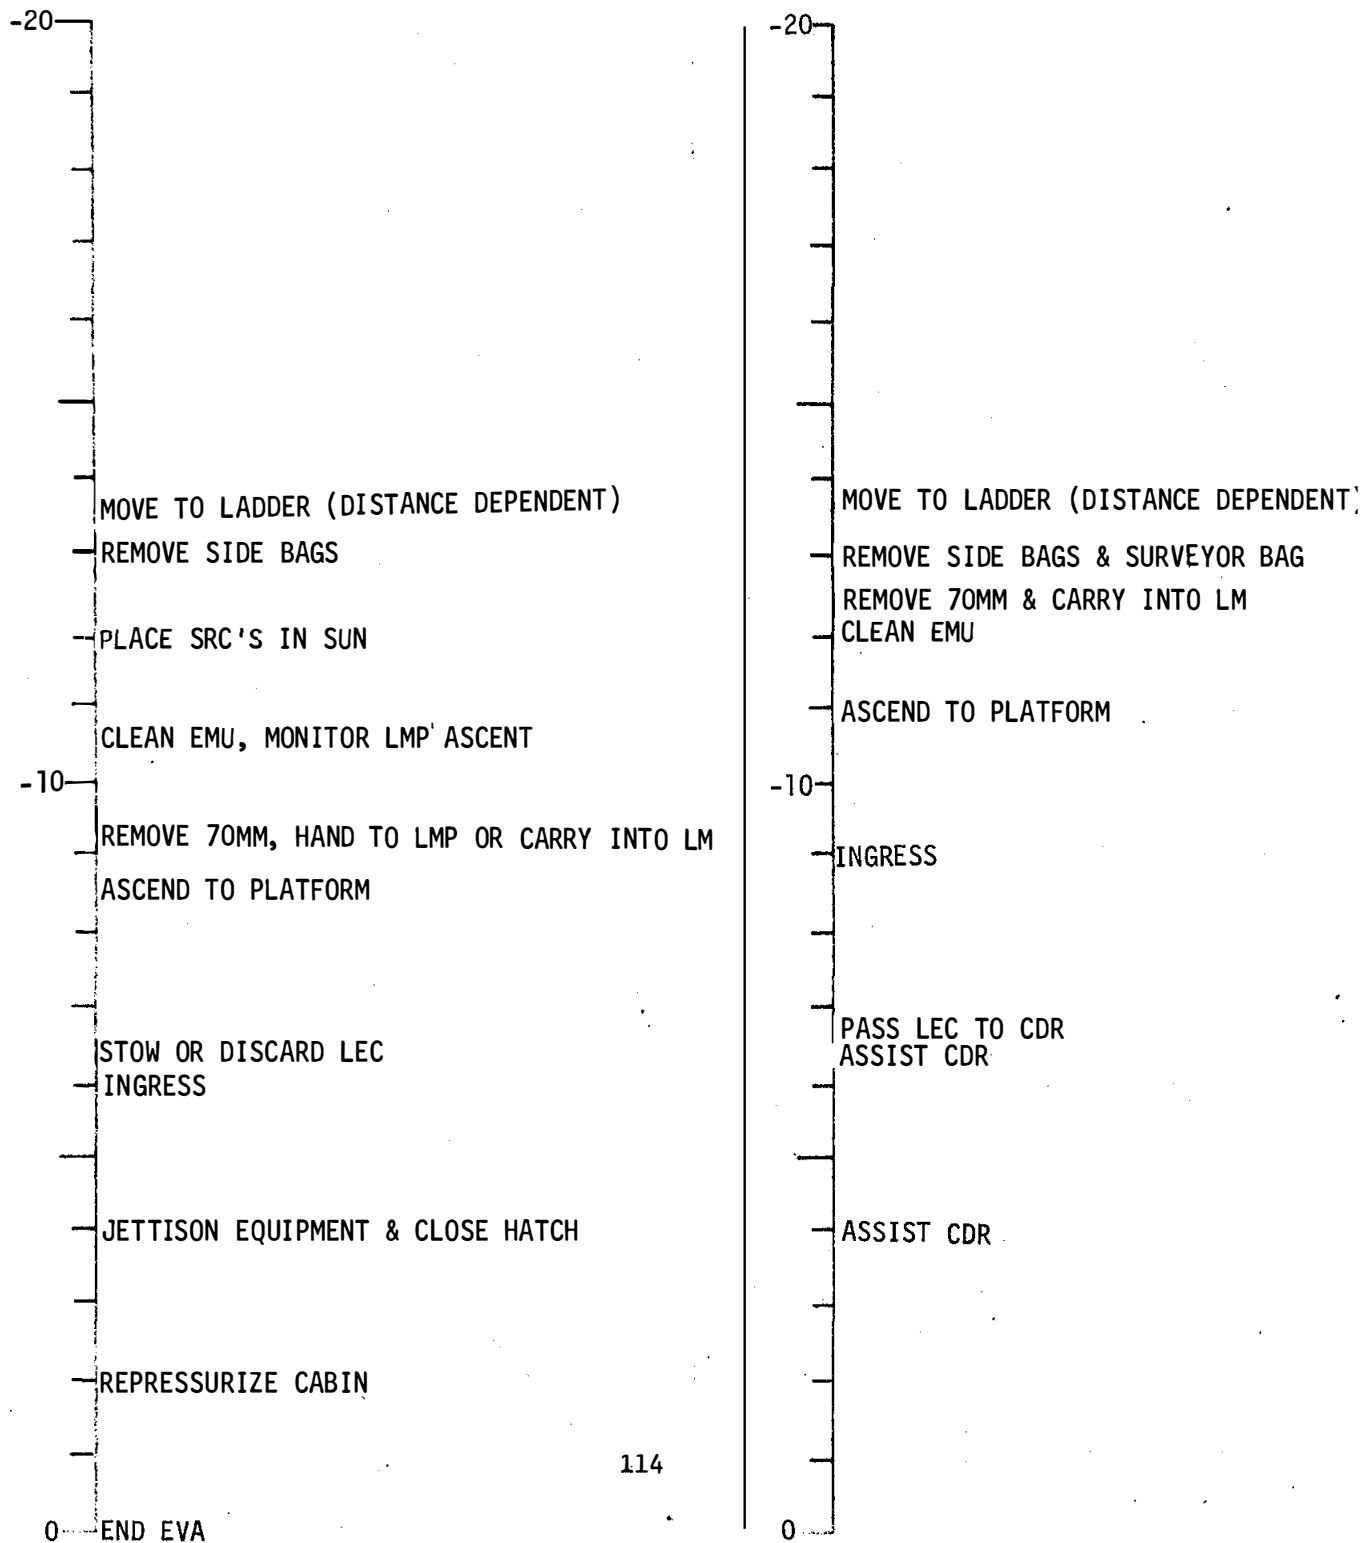 -20
MOVE TO LADDER (DISTANCE DEPENDENT)
REMOVE SIDE BAGS
PLACE SRC'S IN SUN
CLEAN EMU, MONITOR LMP' ASCENT
-10
REMOVE 70MM, HAND TO LMP OR CARRY INTO LM
ASCEND TO PLATFORM
STOW OR DISCARD LEC
INGRESS
JETTISON EQUIPMENT & CLOSE HATCH
REPRESSURIZE CABIN
114
0
END EVA
-20
MOVE TO LADDER (DISTANCE DEPENDENT)
REMOVE SIDE BAGS & SURVEYOR BAG
REMOVE 70MM & CARRY INTO LM
CLEAN EMU
ASCEND TO PLATFORM
-10
INGRESS
PASS LEC TO CDR
ASSIST CDR
ASSIST CDR
0